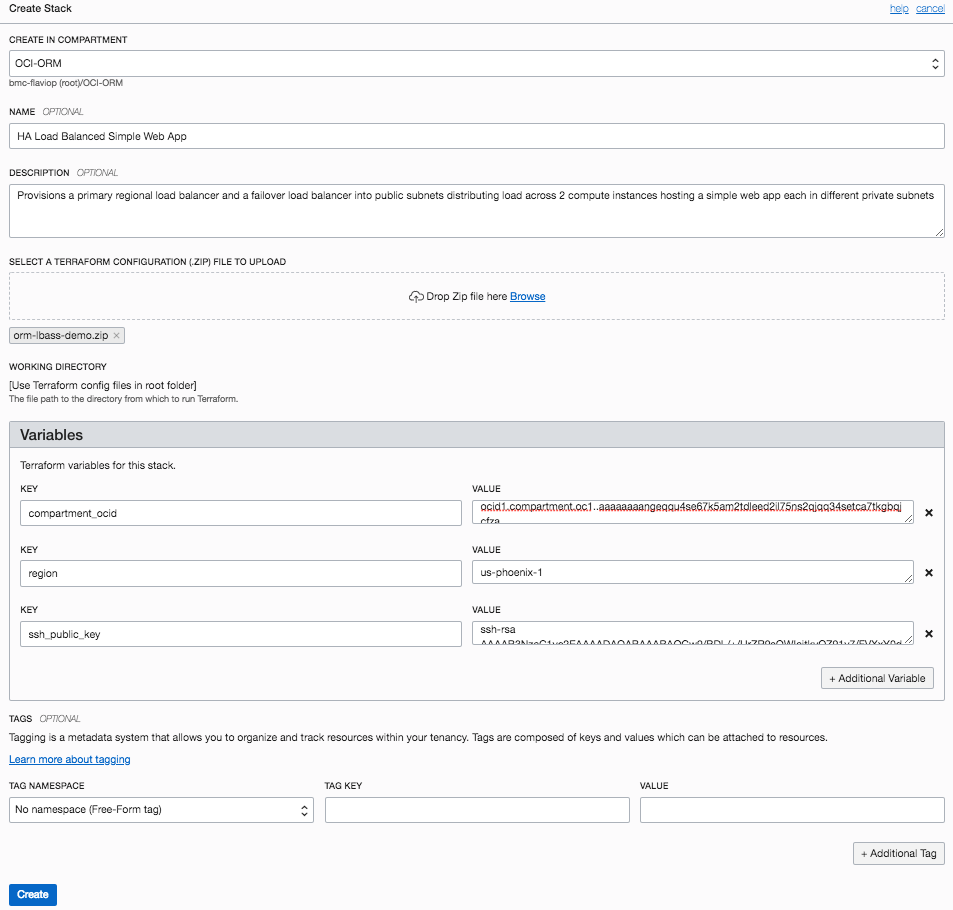 Create Stack help cancel
CREATE IN COMPARTMENT
OCI-ORM
bmc-flaviop (root)/OCI-ORM
NAME OPTIONAL
HA Load Balanced Simple Web App
DESCRIPTION OPTIONAL
Provisions a primary regional load balancer and a failover load balancer into public subnets distributing load across 2 compute instances hosting a simple web app each in different private subnets
SELECT A TERRAFORM CONFIGURATION (.ZIP) FILE TO UPLOAD
Drop Zip file here Browse
orm-lbass-demo.zip ×
WORKING DIRECTORY
[Use Terraform config files in root folder]
The file path to the directory from which to run Terraform.
Variables
Terraform variables for this stack.
KEY VALUE
compartment_ocid
KEY VALUE
region us-phoenix-1
KEY VALUE
ssh_public_key ssh-rsa
+ Additional Variable
TAGS OPTIONAL
Tagging is a metadata system that allows you to organize and track resources within your tenancy. Tags are composed of keys and values which can be attached to resources.
Learn more about tagging
TAG NAMESPACE TAG KEY VALUE
No namespace (Free-Form tag)
+ Additional Tag
Create